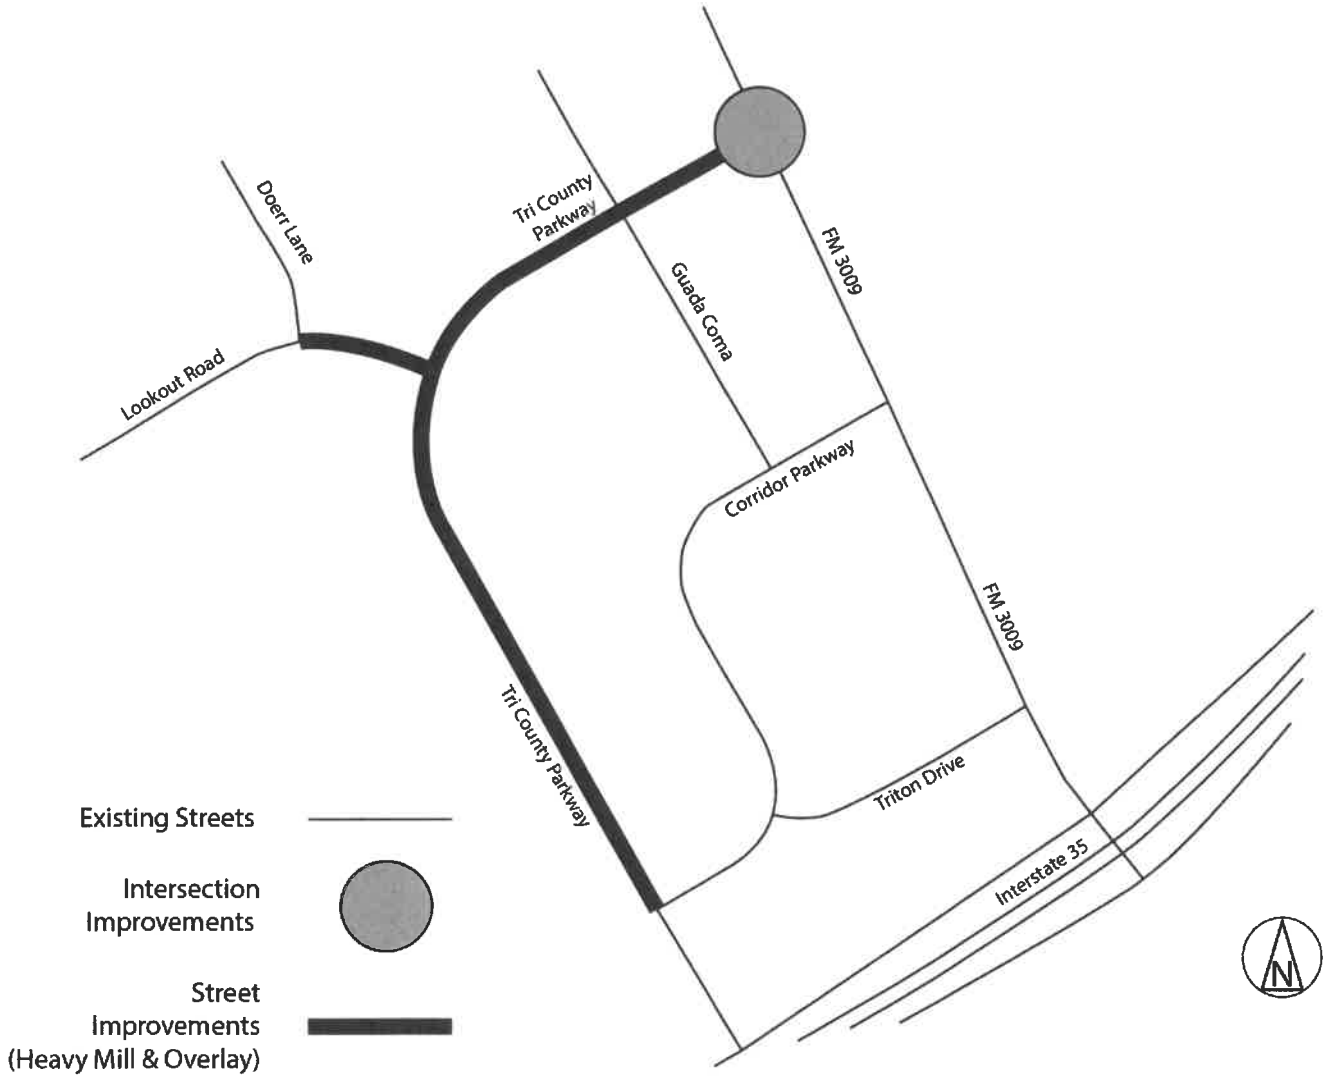 Tri County
Parkway
Doerr Lane
FM 3009
Guada Coma
Lookout Road
Corridor Parkway
FM 3009
Tri County Parkway
Triton Drive
Interstate 35
Existing Streets
Intersection
Improvements
Street
Improvements
(Heavy Mill & Overlay)
N